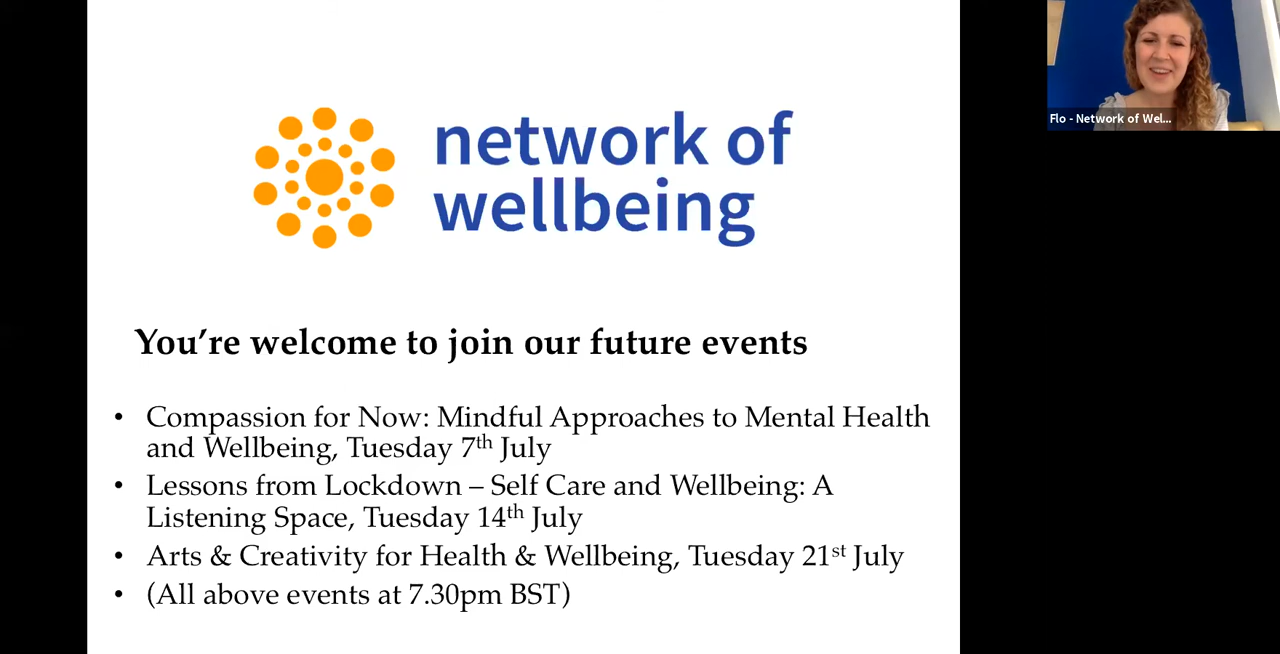 network of
wellbeing
Flo - Network of Wel...
You're welcome to join our future events
• Compassion for Now: Mindful Approaches to Mental Health
and Wellbeing, Tuesday 7th July
• Lessons from Lockdown – Self Care and Wellbeing: A
Listening Space, Tuesday 14th July
• Arts & Creativity for Health & Wellbeing, Tuesday 21st July
• (All above events at 7.30pm BST)